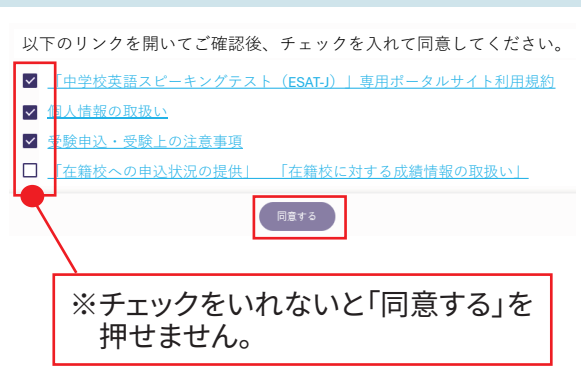 以下のリンクを開いてご確認後、チェックを入れて同意してください。
「中学校英語スピーキングテスト（ESAT-J）」専用ポータルサイト利用規約
個人情報の取扱い
受験申込・受験上の注意事項
「在籍校への申込状況の提供」　「在籍校に対する成績情報の取扱い」
同意する
※チェックをいれないと「同意する」を
押せません。